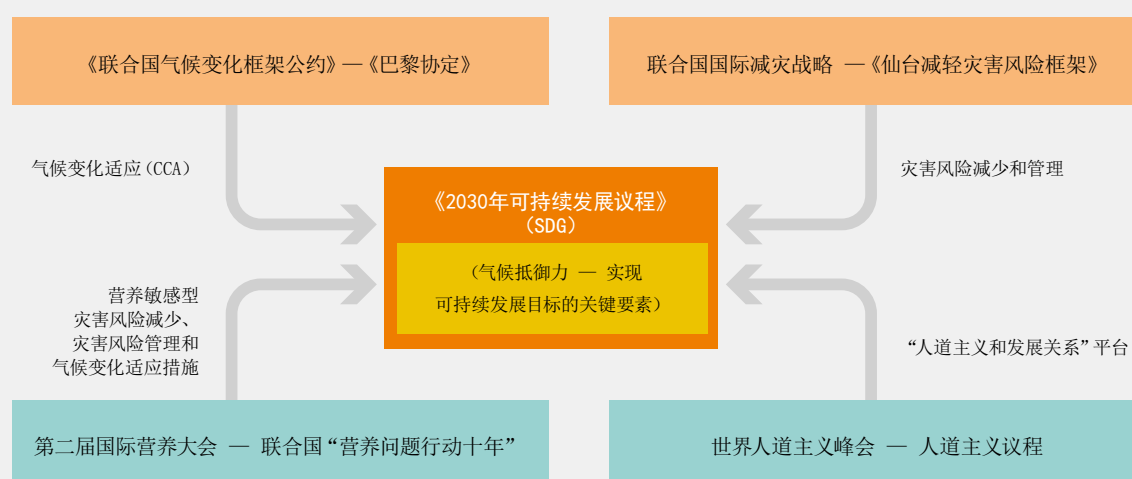 《联合国气候变化框架公约》—《巴黎协定》
联合国国际减灾战略 —《仙台减轻灾害风险框架》
气候变化适应（CCA）
灾害风险减少和管理
《2030年可持续发展议程》
（SDG）
（气候抵御力 — 实现
可持续发展目标的关键要素）
营养敏感型
灾害风险减少、
灾害风险管理和
气候变化适应措施
“人道主义和发展关系”平台
第二届国际营养大会 — 联合国“营养问题行动十年”
世界人道主义峰会 — 人道主义议程